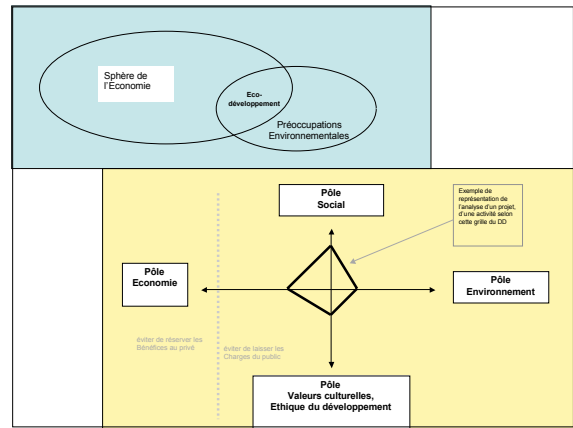 Sphère de
l'Économie
Eco-
développement
Préoccupations
Environnementales
Pôle
Social
Exemple de
représentation de
l'analyse d'un projet,
d'une activité selon
cette grille du DD
Pôle
Economie
Pôle
Environnement
éviter de réserver les
Bénéfices au privé
éviter de laisser les
Charges du public
Pôle
Valeurs culturelles,
Ethique du développement